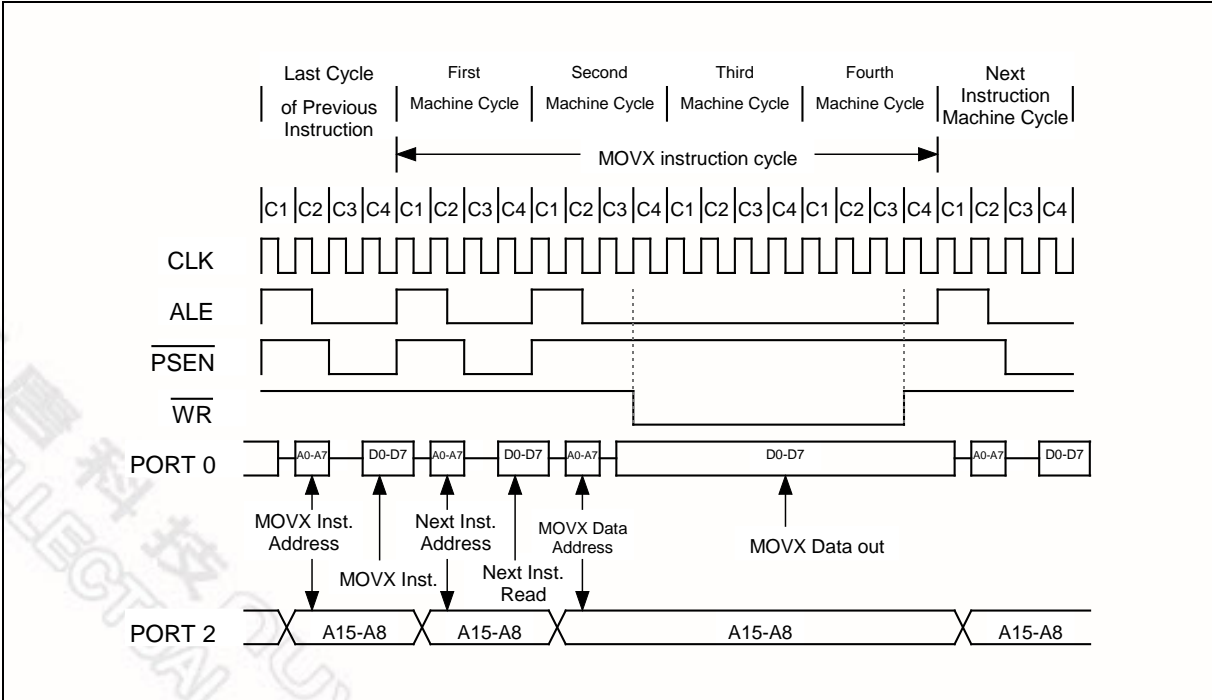 Last Cycle
of Previous
Instruction
First
Machine Cycle
Second
Machine Cycle
Third
Machine Cycle
Fourth
Machine Cycle
Next
Instruction
Machine Cycle
MOVX instruction cycle
C1 C2 C3 C4 C1 C2 C3 C4 C1 C2 C3 C4 C1 C2 C3 C4 C1 C2 C3 C4 C1 C2 C3 C4
CLK
ALE
PSEN
WR
PORT 0
A0-A7 D0-D7 A0-A7 D0-D7 A0-A7 D0-D7 A0-A7 D0-D7
MOVX Inst.
Address
MOVX Inst.
Next Inst.
Address
Next Inst.
Read
MOVX Data
Address
MOVX Data out
PORT 2
A15-A8 A15-A8 A15-A8 A15-A8
科技